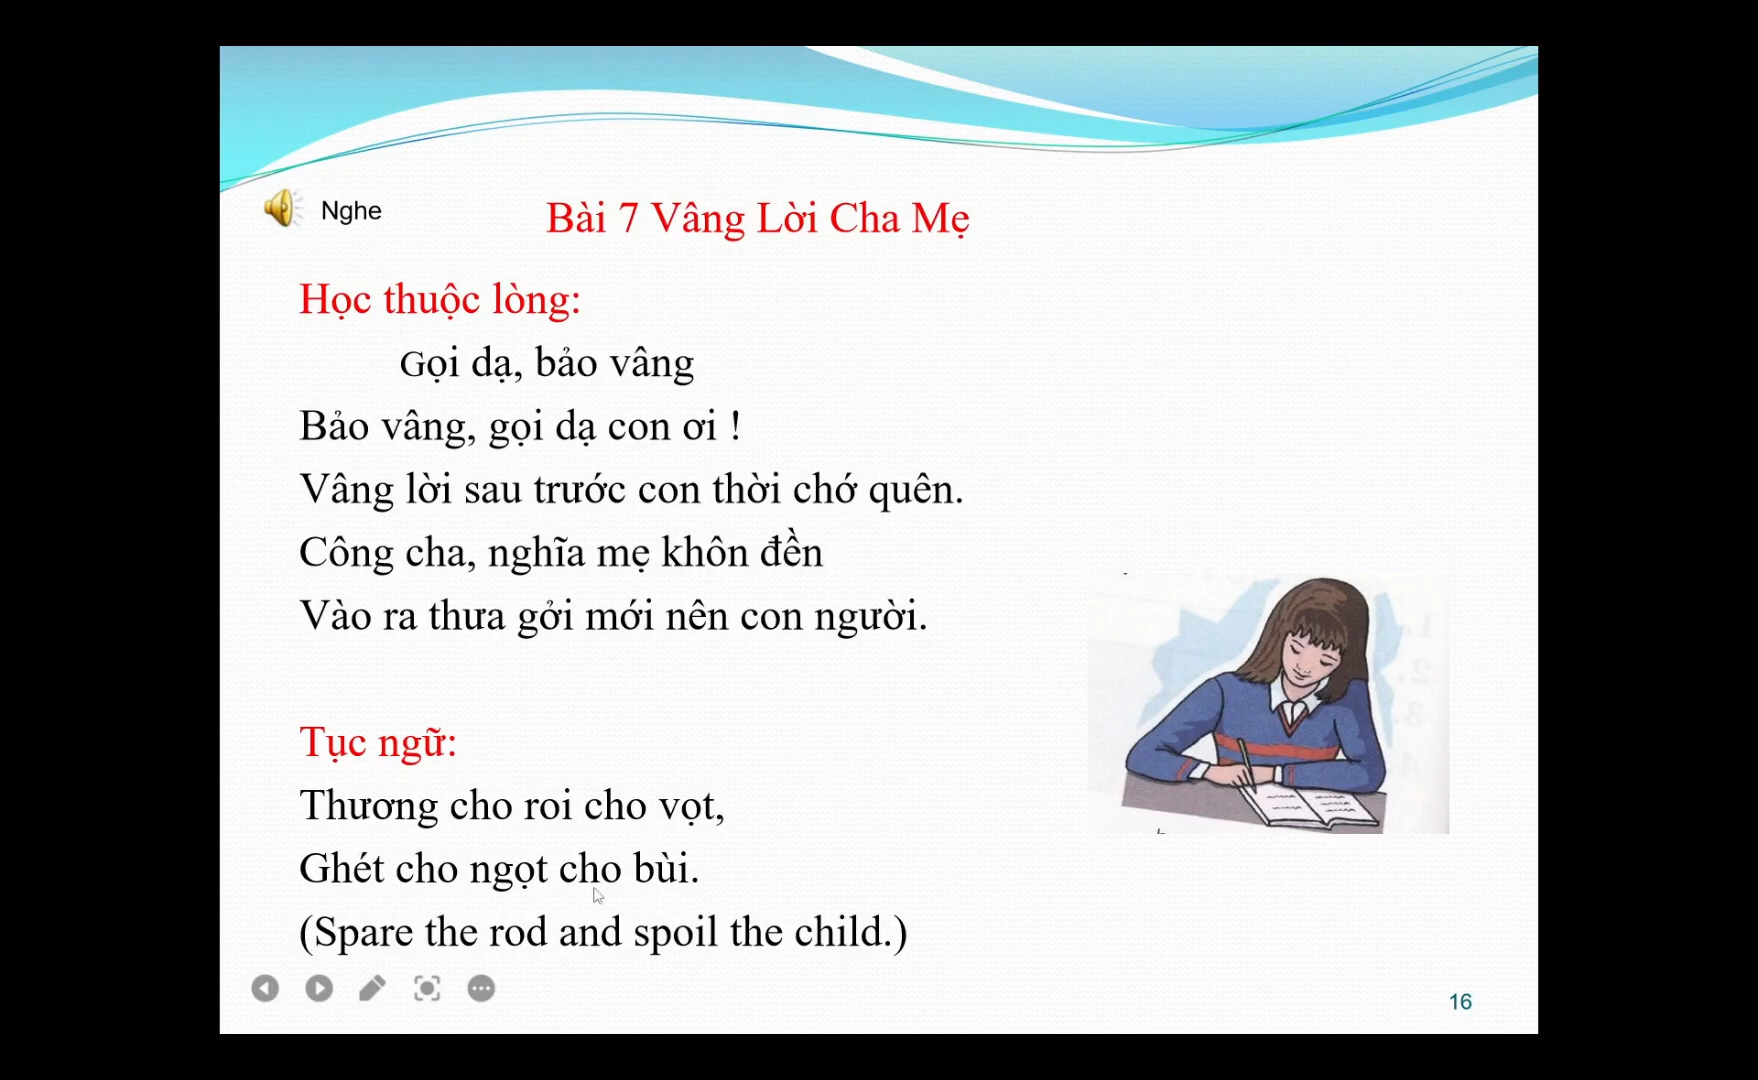 Nghe
Bài 7 Vâng Lời Cha Mẹ
Học thuộc lòng:
Gọi dạ, bảo vâng
Bảo vâng, gọi dạ con ơi !
Vâng lời sau trước con thời chớ quên.
Công cha, nghĩa mẹ khôn đền
Vào ra thưa gởi mới nên con người.
Tục ngữ:
Thương cho roi cho vọt,
Ghét cho ngọt cho bùi.
(Spare the rod and spoil the child.)
16